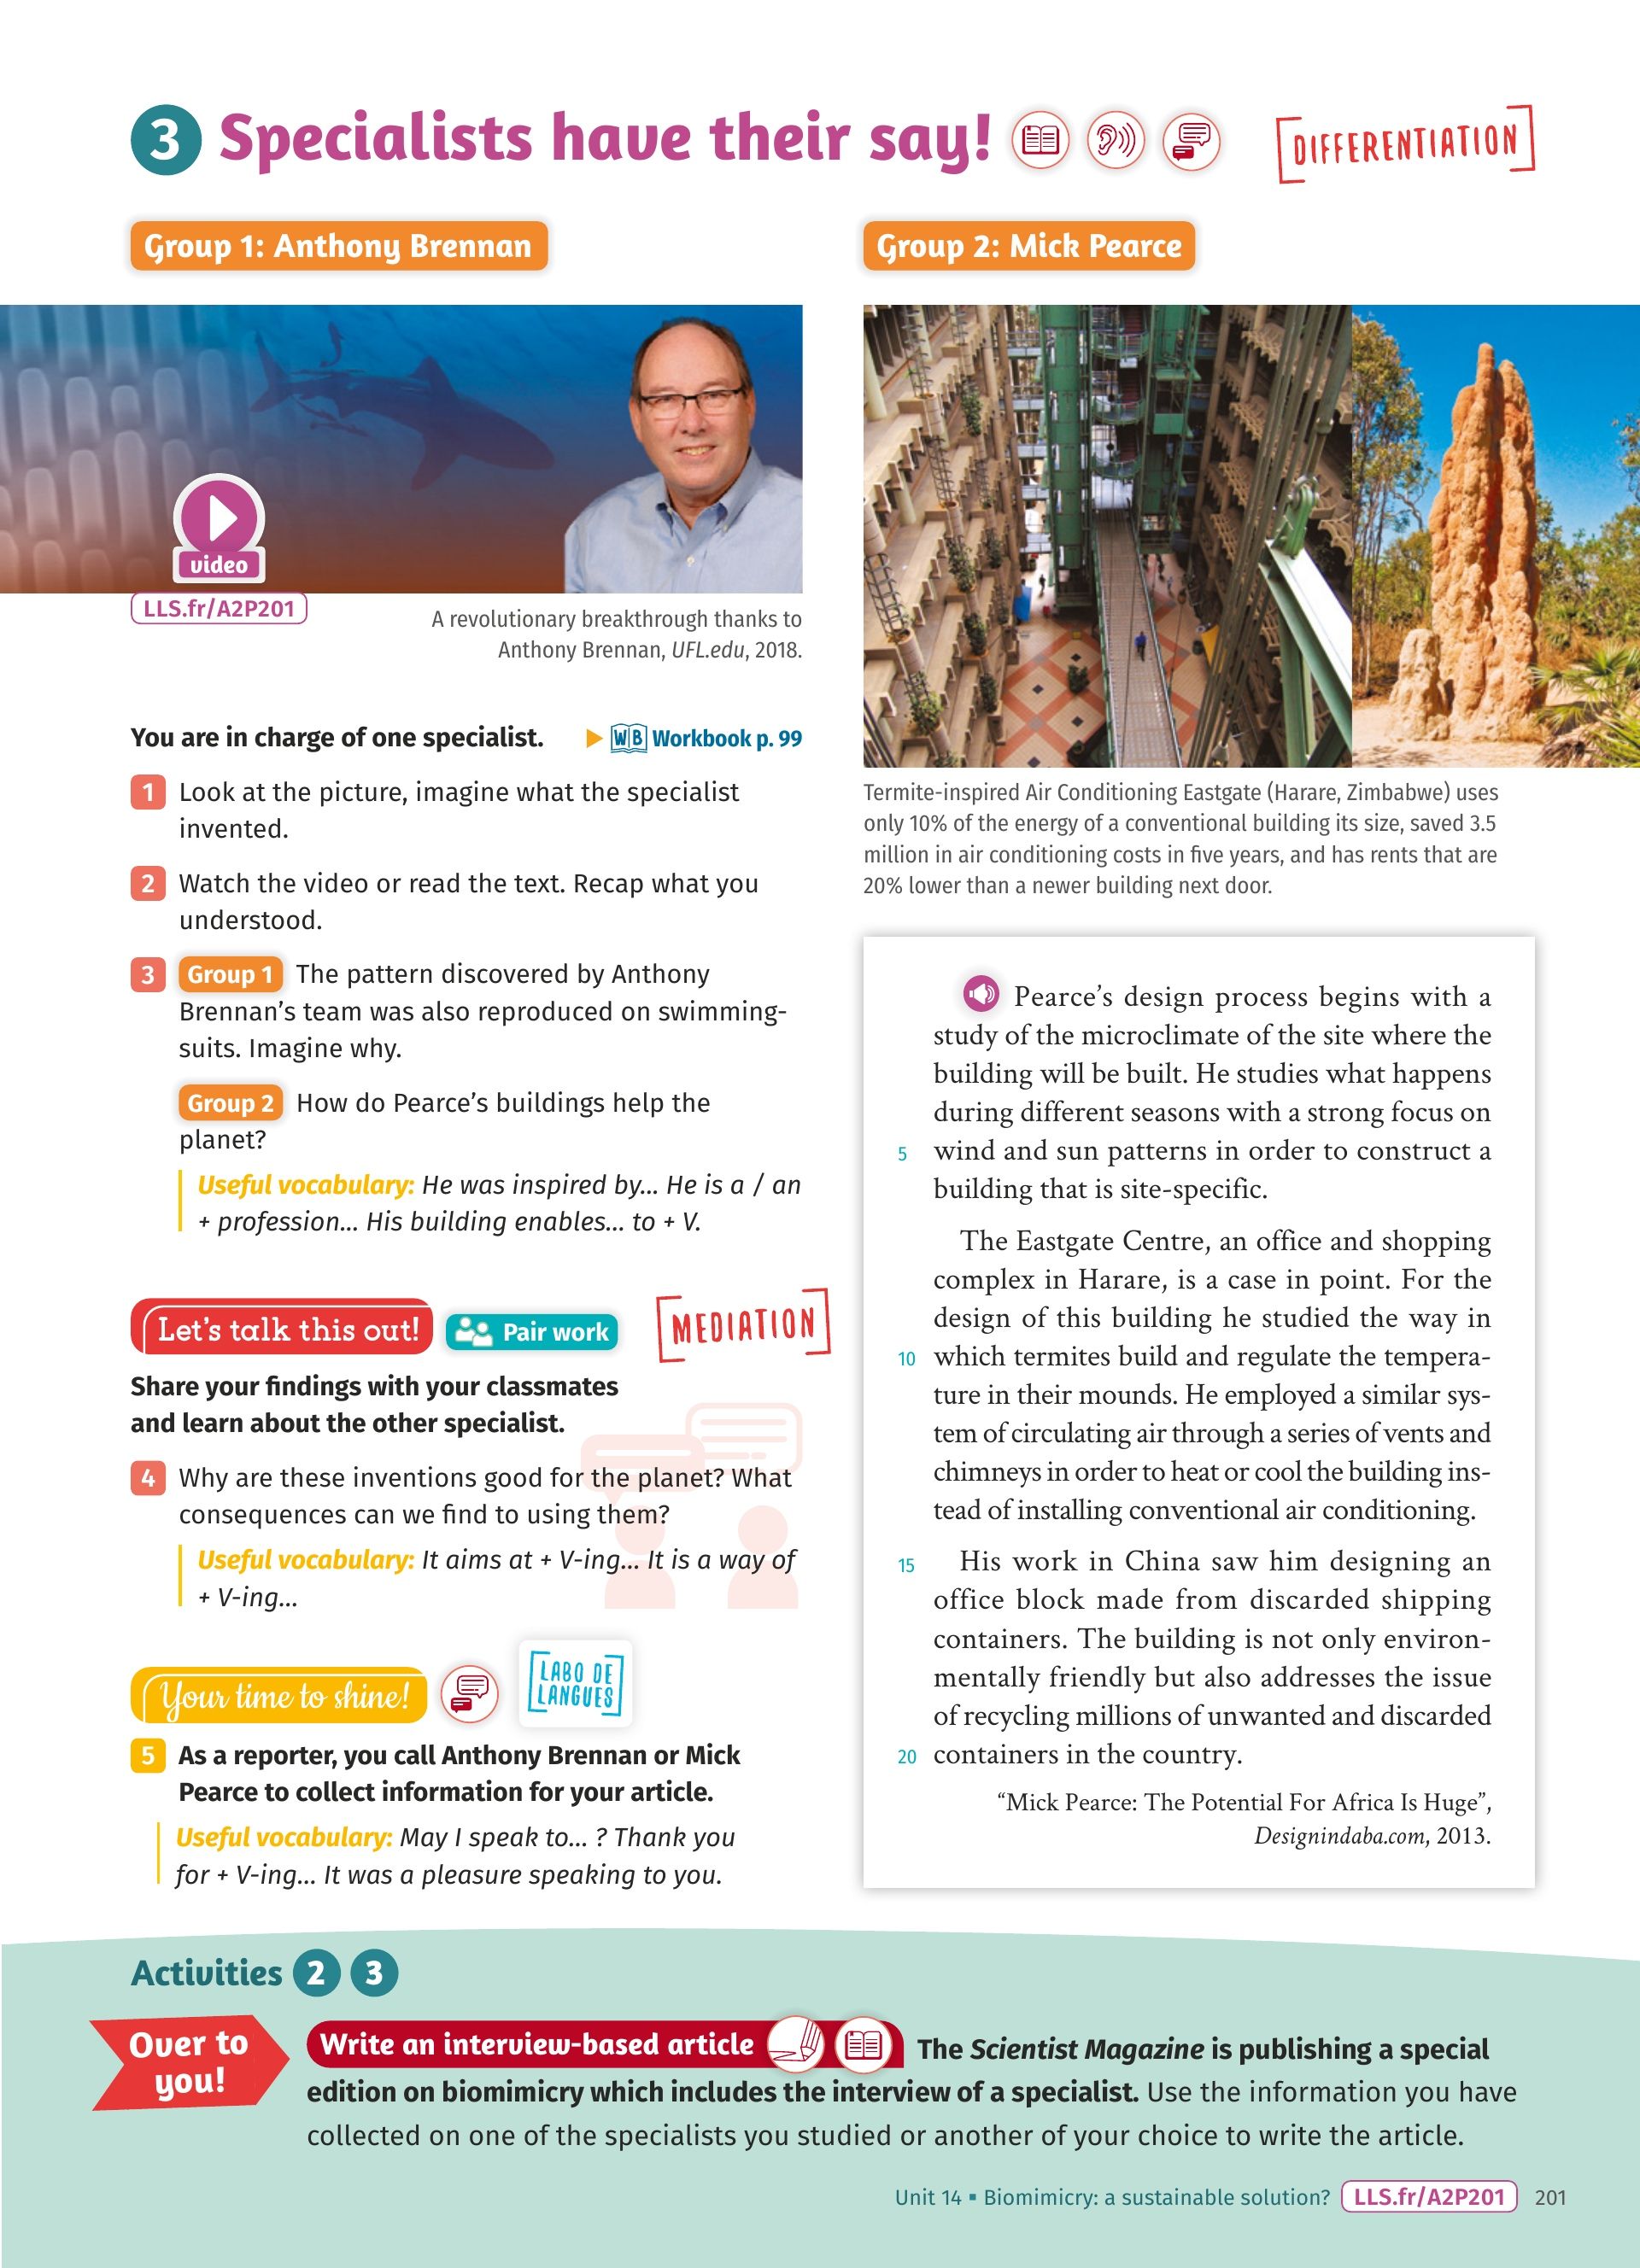 3 Specialists have their say!
DIFFERENTIATION
Group 1: Anthony Brennan
video
LLS.fr/A2P201
A revolutionary breakthrough thanks to
Anthony Brennan, UFL.edu, 2018.
You are in charge of one specialist.
WB Workbook p. 99
1 Look at the picture, imagine what the specialist
invented.
2 Watch the video or read the text. Recap what you
understood.
3 Group 1 The pattern discovered by Anthony
Brennan’s team was also reproduced on swimming-
suits. Imagine why.
Group 2 How do Pearce’s buildings help the
planet?
Useful vocabulary: He was inspired by... He is a / an
+ profession... His building enables... to + V.
Let’s talk this out!
Pair work
MEDIATION
Share your findings with your classmates
and learn about the other specialist.
4 Why are these inventions good for the planet? What
consequences can we find to using them?
Useful vocabulary: It aims at + V-ing... It is a way of
+ V-ing...
Your time to shine!
LABO DE
LANGUES
5 As a reporter, you call Anthony Brennan or Mick
Pearce to collect information for your article.
Useful vocabulary: May I speak to... ? Thank you
for + V-ing... It was a pleasure speaking to you.
Group 2: Mick Pearce
Termite-inspired Air Conditioning Eastgate (Harare, Zimbabwe) uses
only 10% of the energy of a conventional building its size, saved 3.5
million in air conditioning costs in five years, and has rents that are
20% lower than a newer building next door.
Pearce’s design process begins with a
study of the microclimate of the site where the
building will be built. He studies what happens
during different seasons with a strong focus on
5 wind and sun patterns in order to construct a
building that is site-specific.
The Eastgate Centre, an office and shopping
complex in Harare, is a case in point. For the
design of this building he studied the way in
10 which termites build and regulate the tempera-
ture in their mounds. He employed a similar sys-
tem of circulating air through a series of vents and
chimneys in order to heat or cool the building ins-
tead of installing conventional air conditioning.
15 His work in China saw him designing an
office block made from discarded shipping
containers. The building is not only environ-
mentally friendly but also addresses the issue
of recycling millions of unwanted and discarded
20 containers in the country.
“Mick Pearce: The Potential For Africa Is Huge”,
Designindaba.com, 2013.
Activities 2 3
Over to
you!
Write an interview-based article The Scientist Magazine is publishing a special
edition on biomimicry which includes the interview of a specialist. Use the information you have
collected on one of the specialists you studied or another of your choice to write the article.
Unit 14 ▪ Biomimicry: a sustainable solution? LLS.fr/A2P201 201